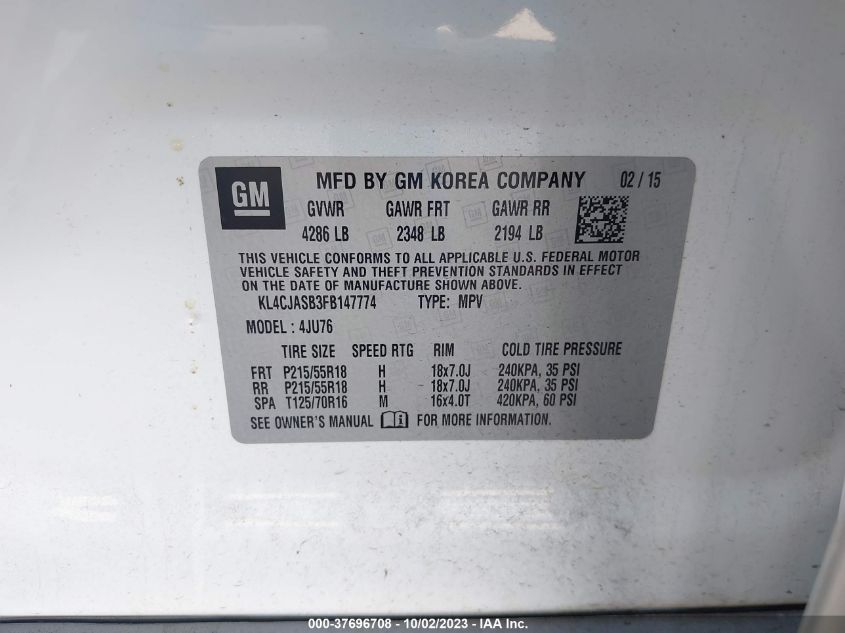 GM MFD BY GM KOREA COMPANY 02 / 15
GVWR GAWR FRT GAWR RR
4286 LB 2348 LB 2194 LB
THIS VEHICLE CONFORMS TO ALL APPLICABLE U.S. FEDERAL MOTOR
VEHICLE SAFETY AND THEFT PREVENTION STANDARDS IN EFFECT
ON THE DATE OF MANUFACTURE SHOWN ABOVE.
KL4CJASB3FB147774 TYPE: MPV
MODEL : 4JU76
TIRE SIZE SPEED RTG RIM COLD TIRE PRESSURE
FRT P215/55R18 H 18x7.0J 240KPA, 35 PSI
RR P215/55R18 H 18x7.0J 240KPA, 35 PSI
SPA T125/70R16 M 16x4.0T 420KPA, 60 PSI
SEE OWNER'S MANUAL i FOR MORE INFORMATION.
000-37696708 - 10/02/2023 - IAA Inc.